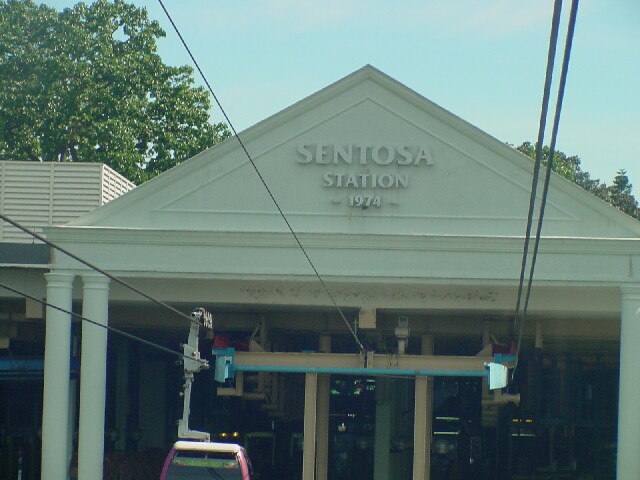 SENTOSA
STATION
- 1974 -